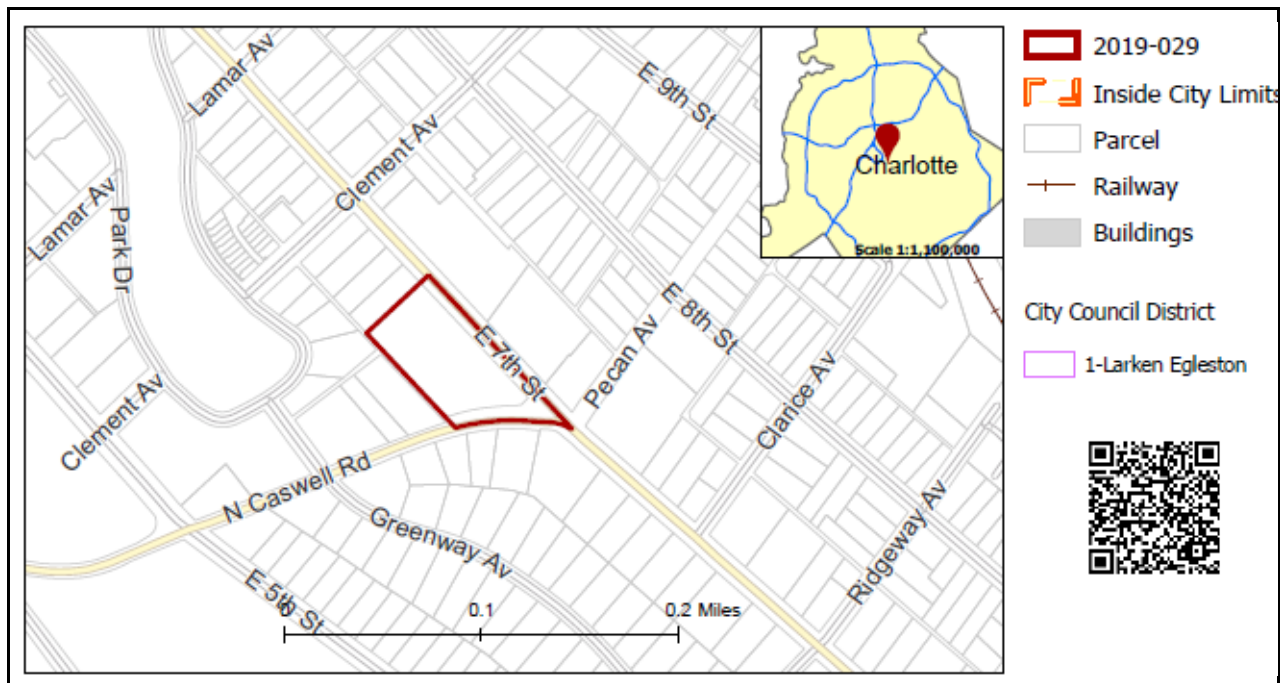 Lamar Av
E 9th St
Clement Av
Lamar Av
Park Dr
E 8th St
E 7th St
Pecan Av
Clarice Av
Clement Av
N Caswell Rd
Greenway Av
Ridgeway Av
E 5th St
0 0.1 0.2 Miles
Charlotte
Scale 1:1,100,000
2019-029
Inside City Limits
Parcel
Railway
Buildings
City Council District
1-Larken Egleston